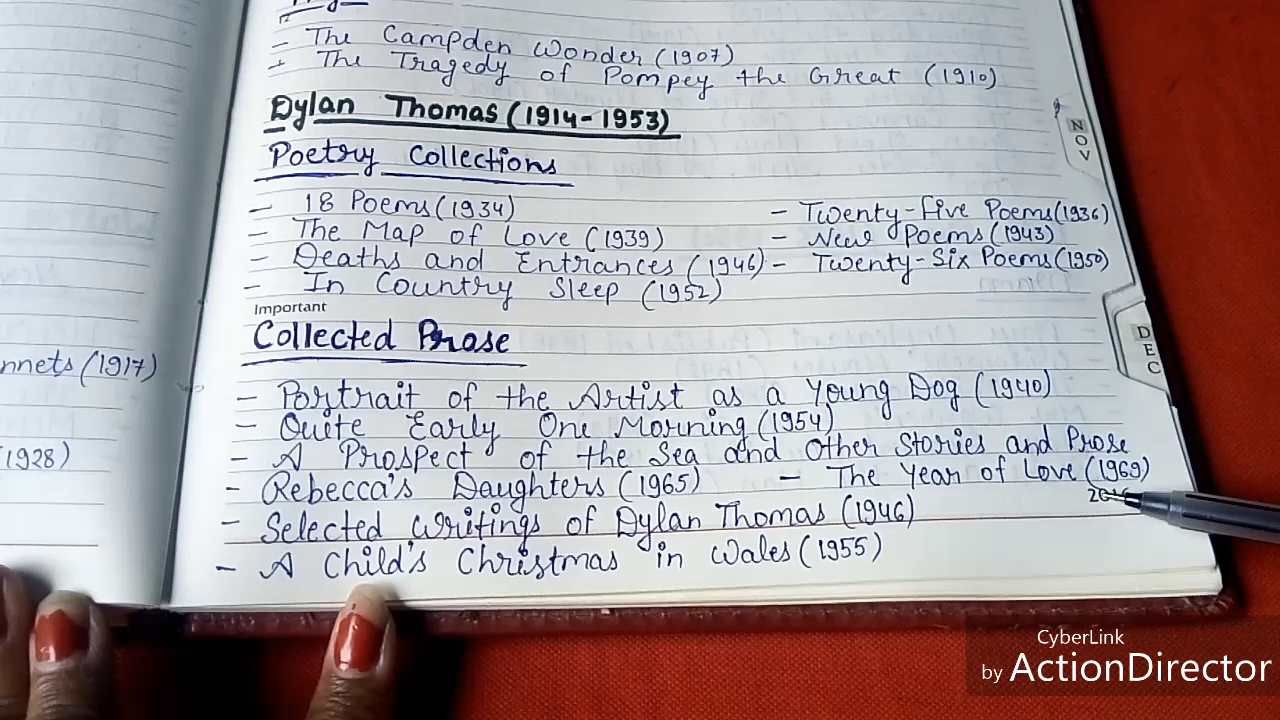 - The Campden Wonder (1907)
- The Tragedy of Pompey the Great (1910)
Dylan Thomas (1914-1953)
Poetry Collections
- 18 Poems (1934) - Twenty-five Poems (1936)
- The Map of Love (1939) - New Poems (1943)
- Deaths and Entrances (1946) - Twenty-Six Poems (1950)
- In Country Sleep (1952)
Important
Collected Prose
- Portrait of the Artist as a Young Dog (1940)
- Quite Early One Morning (1954)
- A Prospect of the Sea and Other Stories and Prose
- Rebecca's Daughters (1965) - The Year of Love (1969)
- Selected Writings of Dylan Thomas (1946)
- A Child's Christmas in Wales (1955)
nnets (1917)
(1928)
NOV
DEC
CyberLink
by ActionDirector